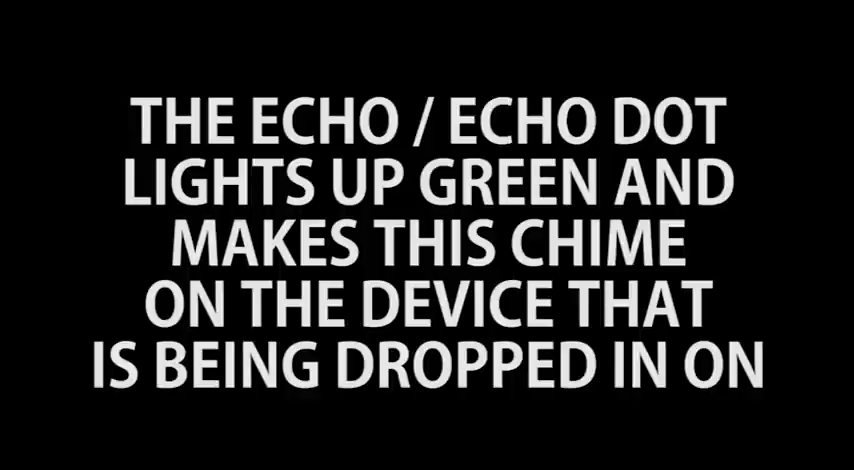 THE ECHO / ECHO DOT
LIGHTS UP GREEN AND
MAKES THIS CHIME
ON THE DEVICE THAT
IS BEING DROPPED IN ON